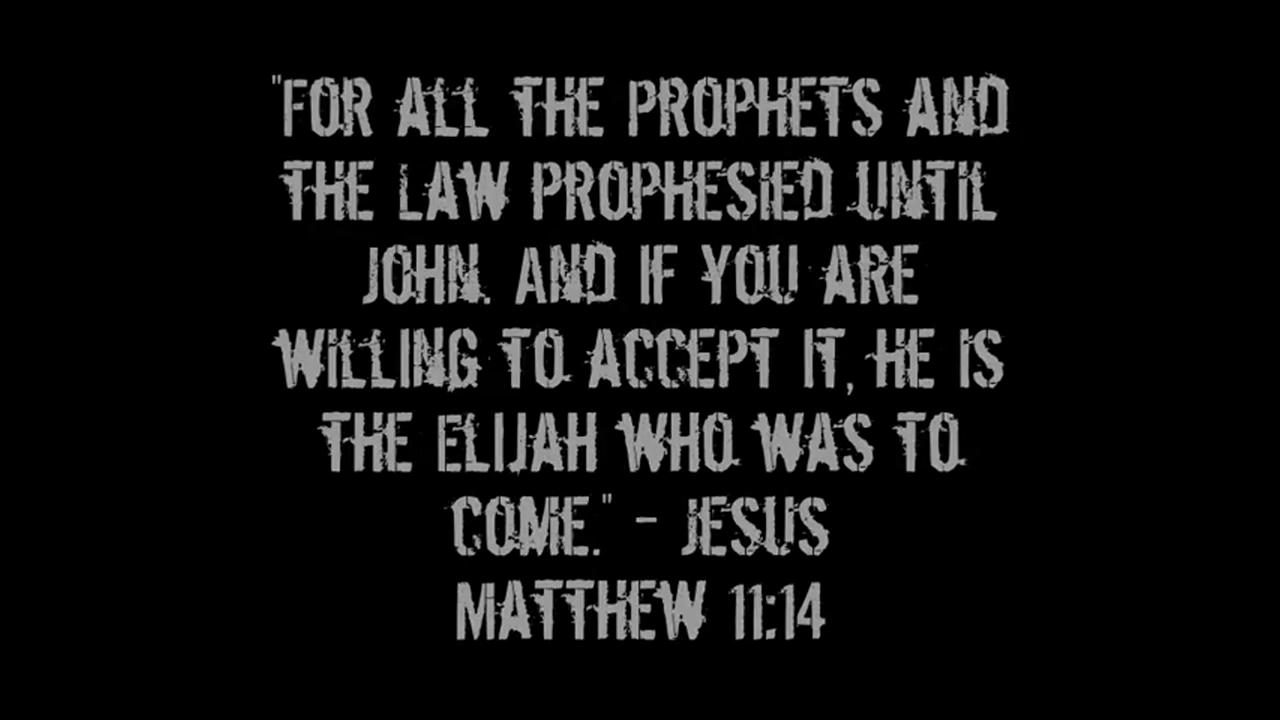 "FOR ALL THE PROPHETS AND
THE LAW PROPHESIED UNTIL
JOHN. AND IF YOU ARE
WILLING TO ACCEPT IT, HE IS
THE ELIJAH WHO WAS TO
COME." - JESUS
MATTHEW 11:14